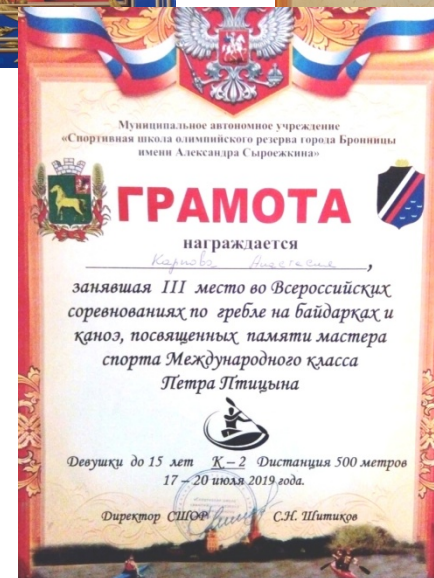 Муниципальное автономное учреждение
«Спортивная школа олимпийского резерва города Бронницы
имени Александра Сыроежкина»
ГРАМОТА
награждается
Карпова Анастасия,
занявшая III место во Всероссийских
соревнованиях по гребле на байдарках и
каноэ, посвященных памяти мастера
спорта Международного класса
Петра Птицына
Девушки до 15 лет К – 2 Дистанция 500 метров
17 – 20 июля 2019 года.
Директор СШОР С.Н. Шитиков